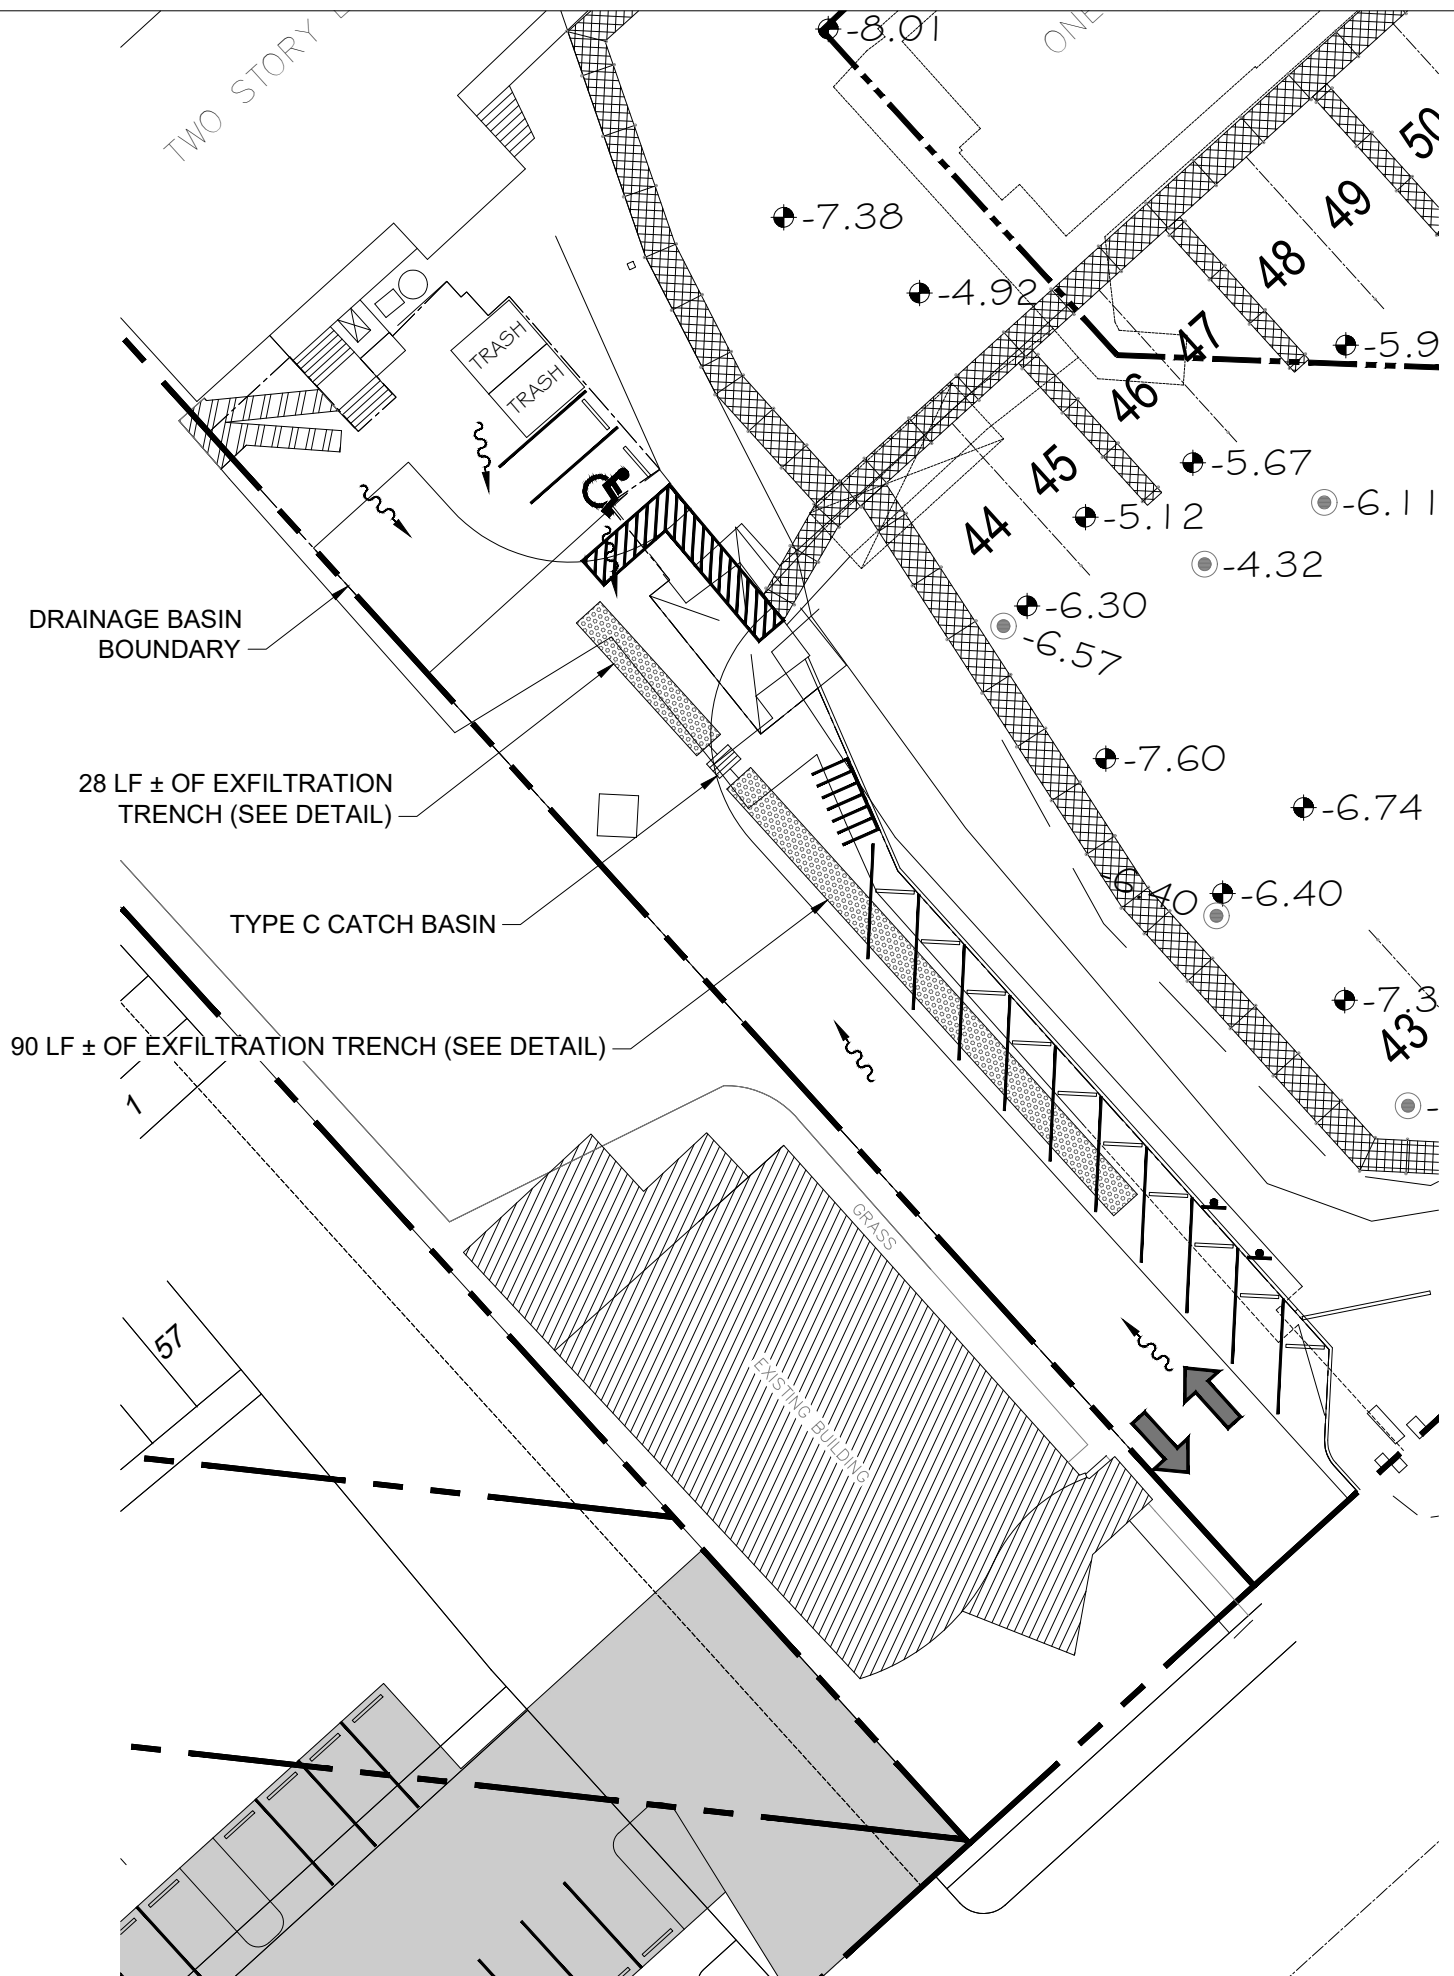 -8.01
ONE
TWO STORY
50
49
-7.38
48
-4.92
47
-5.9
TRASH
46
TRASH
45
-5.67
-6.11
-5.12
44
-4.32
-6.30
DRAINAGE BASIN
BOUNDARY
-6.57
-7.60
28 LF ± OF EXFILTRATION
TRENCH (SEE DETAIL)
-6.74
-6.40
-6.40
TYPE C CATCH BASIN
-7.3
43
90 LF ± OF EXFILTRATION TRENCH (SEE DETAIL)
1
GRASS
57
EXISTING BUILDING